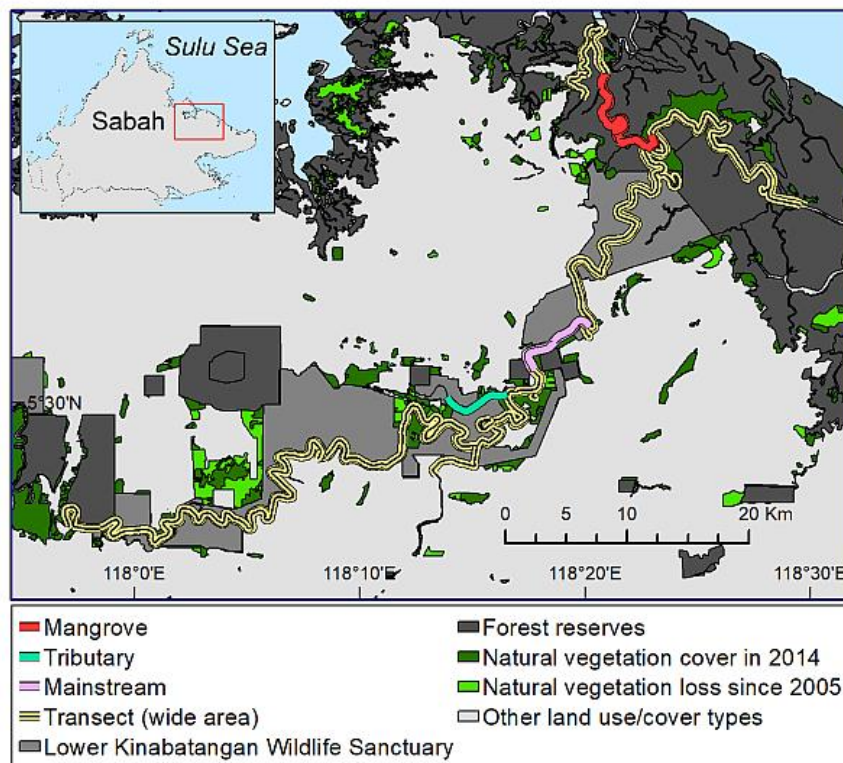 Sulu Sea
Sabah
5°30'N
0 5 10 20 Km
118°0'E 118°10'E 118°20'E 118°30'E
Mangrove
Tributary
Mainstream
Transect (wide area)
Lower Kinabatangan Wildlife Sanctuary
Forest reserves
Natural vegetation cover in 2014
Natural vegetation loss since 2005
Other land use/cover types